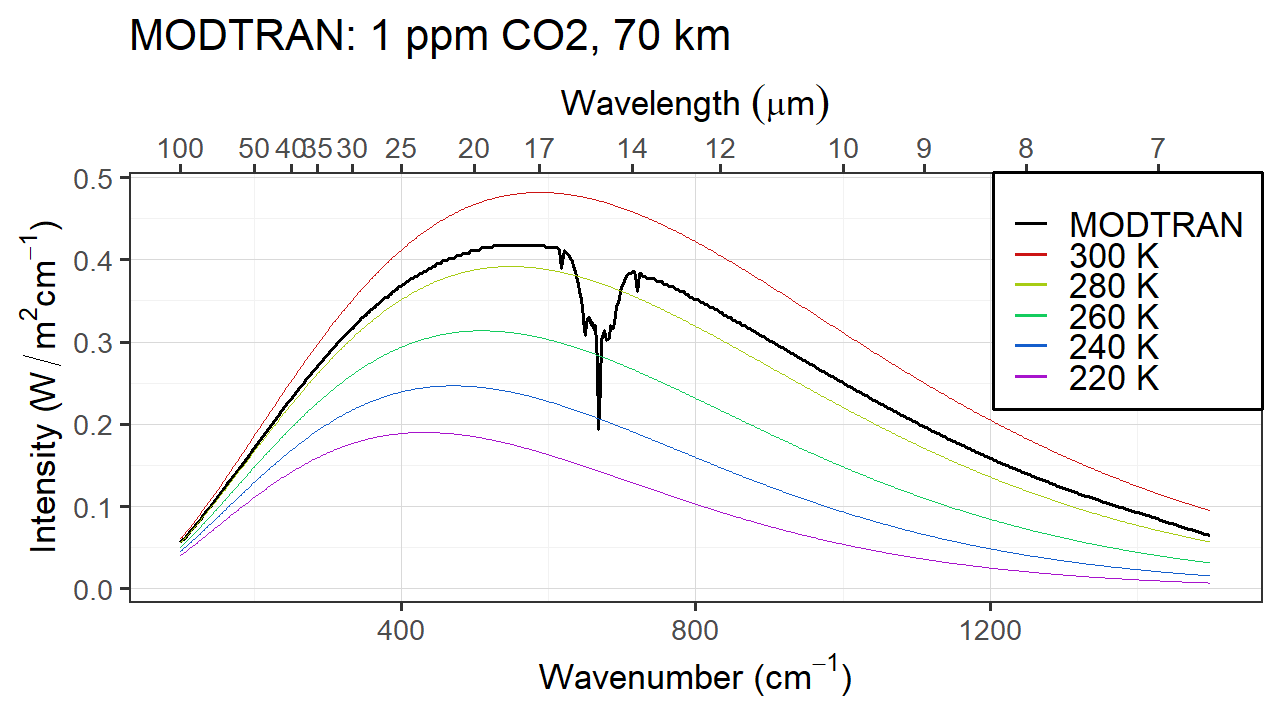 MODTRAN: 1 ppm CO2, 70 km
Wavelength (μm)
100 50 40 35 30 25 20 17 14 12 10 9 8 7
0.5
0.4
0.3
0.2
0.1
0.0
Intensity (W / m²cm⁻¹)
MODTRAN
300 K
280 K
260 K
240 K
220 K
400 800 1200
Wavenumber (cm⁻¹)